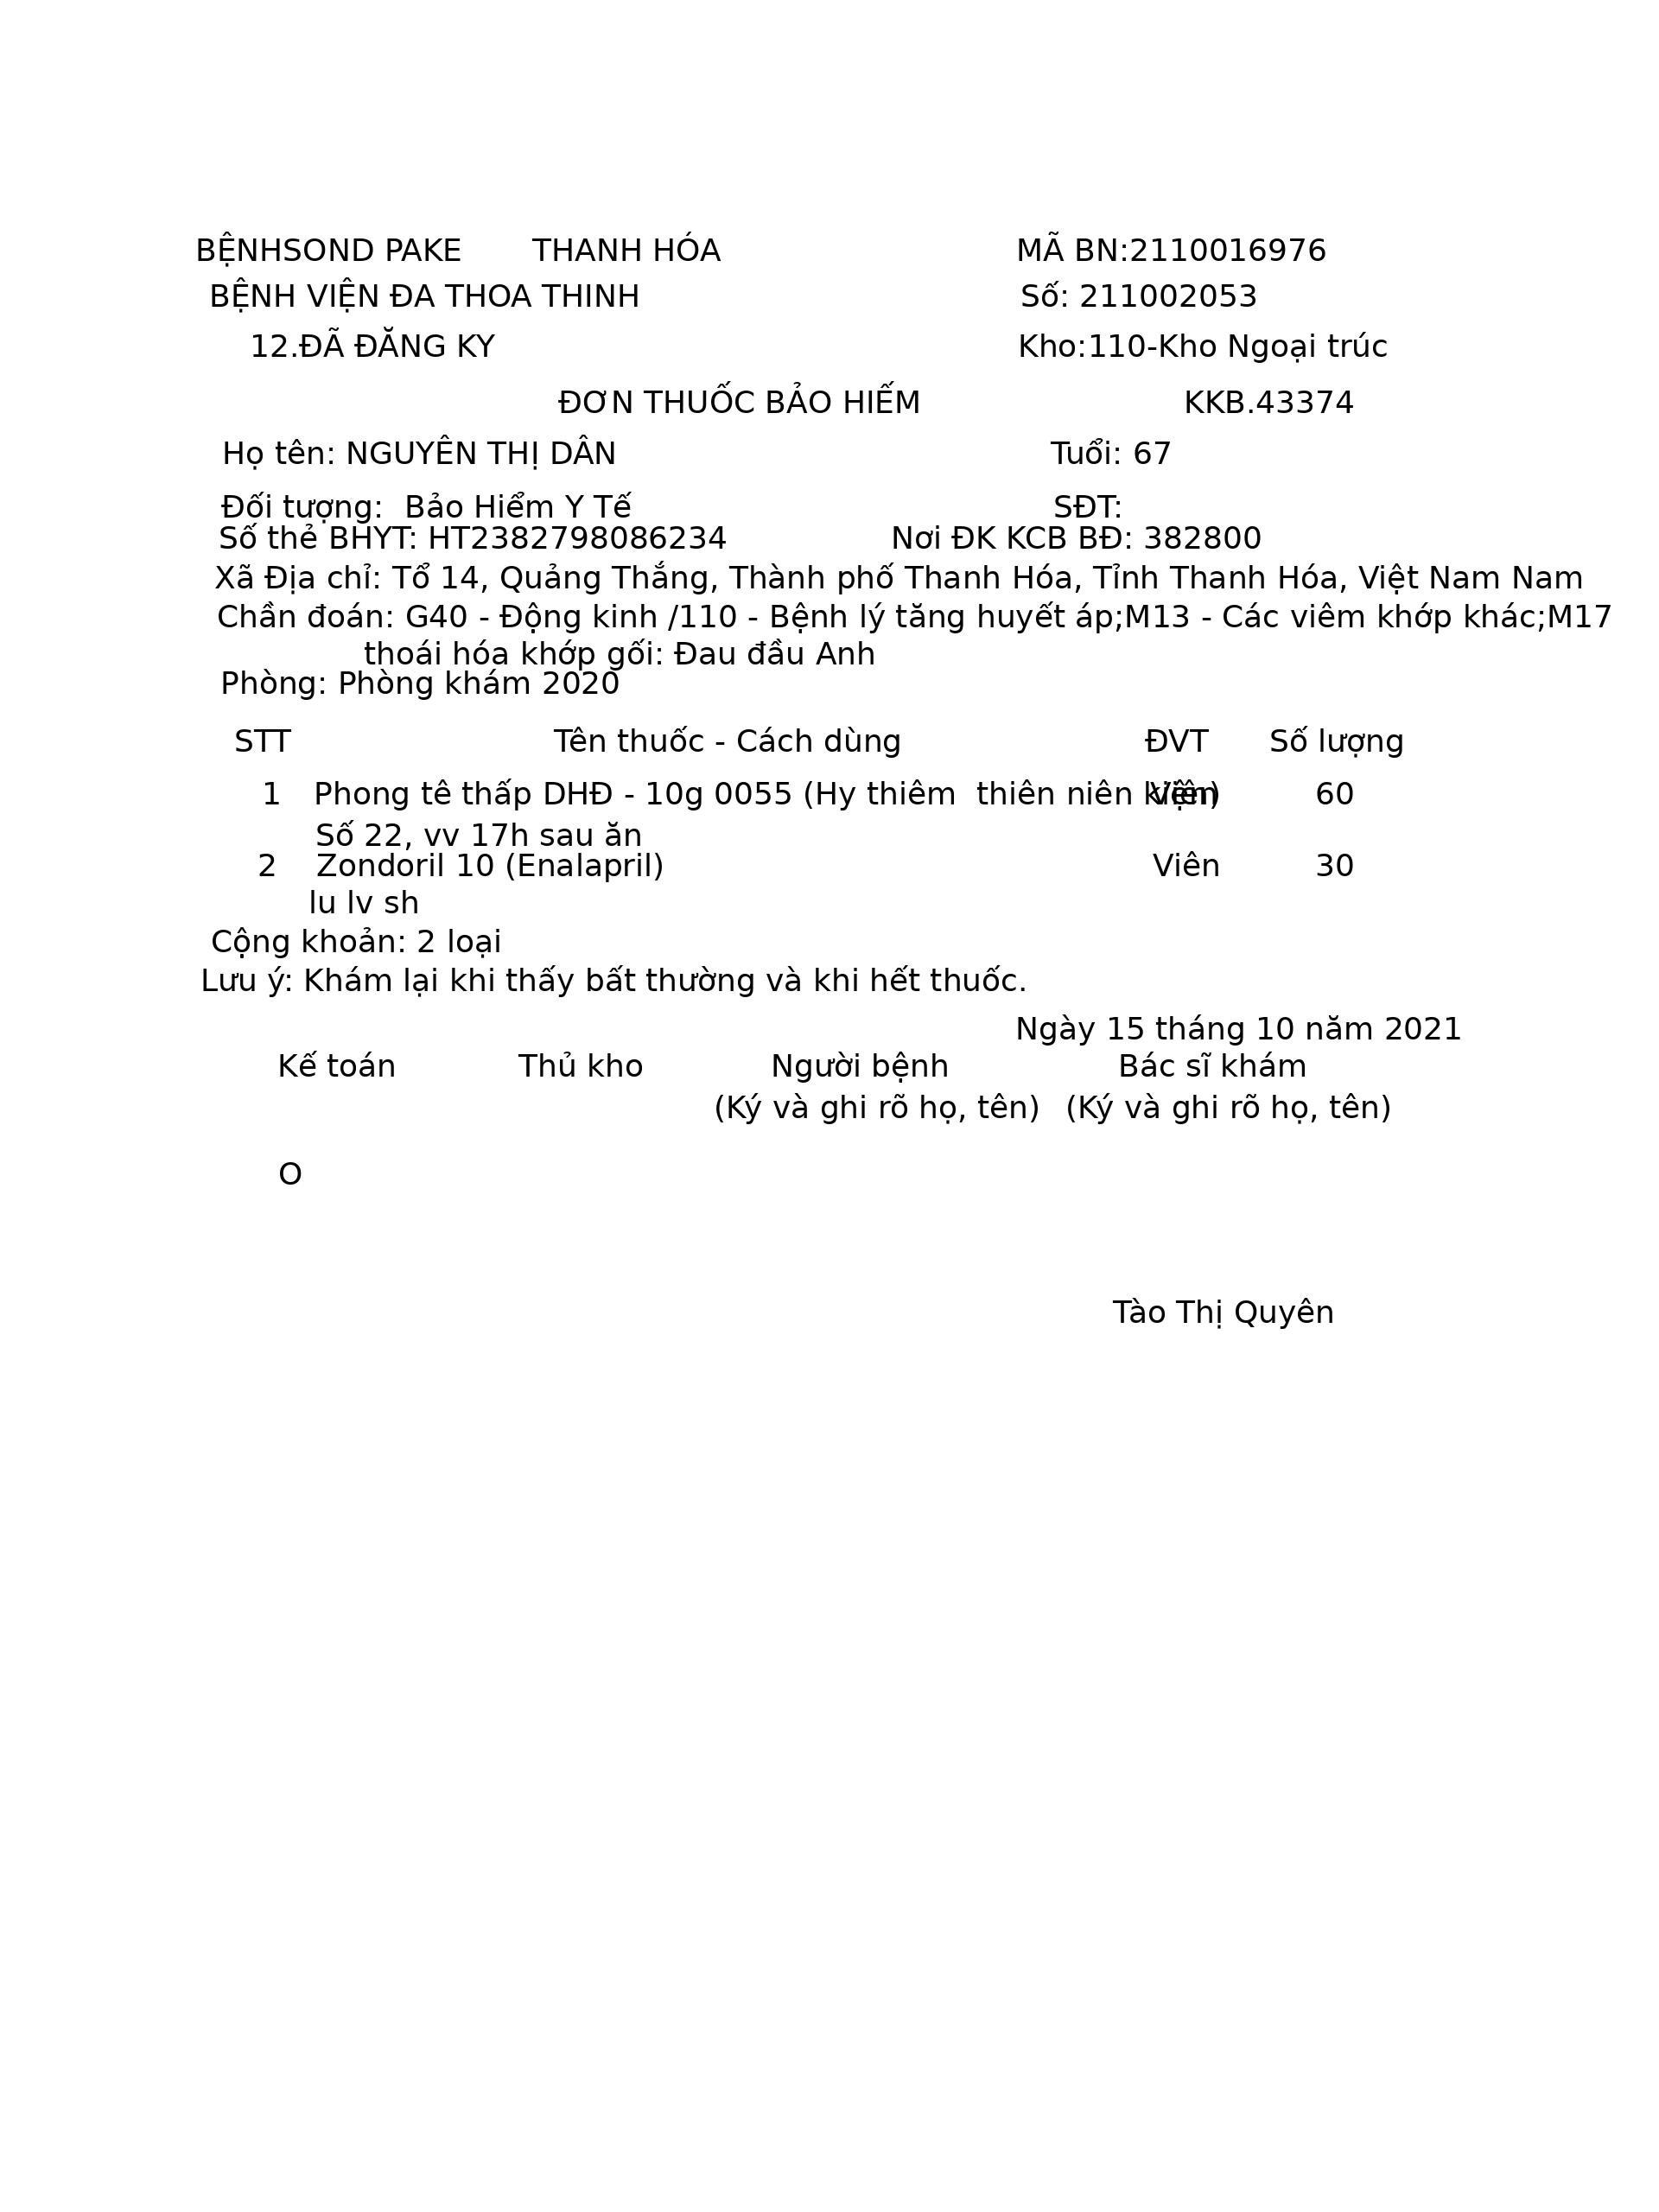 BỆNHSOND PAKE THANH HÓA MÃ BN:2110016976
BỆNH VIỆN ĐA THOA THINH Số: 211002053
12.ĐÃ ĐĂNG KY Kho:110-Kho Ngoại trúc
ĐƠN THUỐC BẢO HIẾM KKB.43374
Họ tên: NGUYÊN THỊ DÂN Tuổi: 67
Đối tượng: Bảo Hiểm Y Tế SĐT:
Số thẻ BHYT: HT2382798086234 Nơi ĐK KCB BĐ: 382800
Xã Địa chỉ: Tổ 14, Quảng Thắng, Thành phố Thanh Hóa, Tỉnh Thanh Hóa, Việt Nam Nam
Chần đoán: G40 - Động kinh /110 - Bệnh lý tăng huyết áp;M13 - Các viêm khớp khác;M17
thoái hóa khớp gối: Đau đầu Anh
Phòng: Phòng khám 2020
STT Tên thuốc - Cách dùng ĐVT Số lượng
1 Phong tê thấp DHĐ - 10g 0055 (Hy thiêm thiên niên kiện) Viên 60
Số 22, vv 17h sau ăn
2 Zondoril 10 (Enalapril) Viên 30
lu lv sh
Cộng khoản: 2 loại
Lưu ý: Khám lại khi thấy bất thường và khi hết thuốc.
Ngày 15 tháng 10 năm 2021
Kế toán Thủ kho Người bệnh Bác sĩ khám
(Ký và ghi rõ họ, tên) (Ký và ghi rõ họ, tên)
O
Tào Thị Quyên